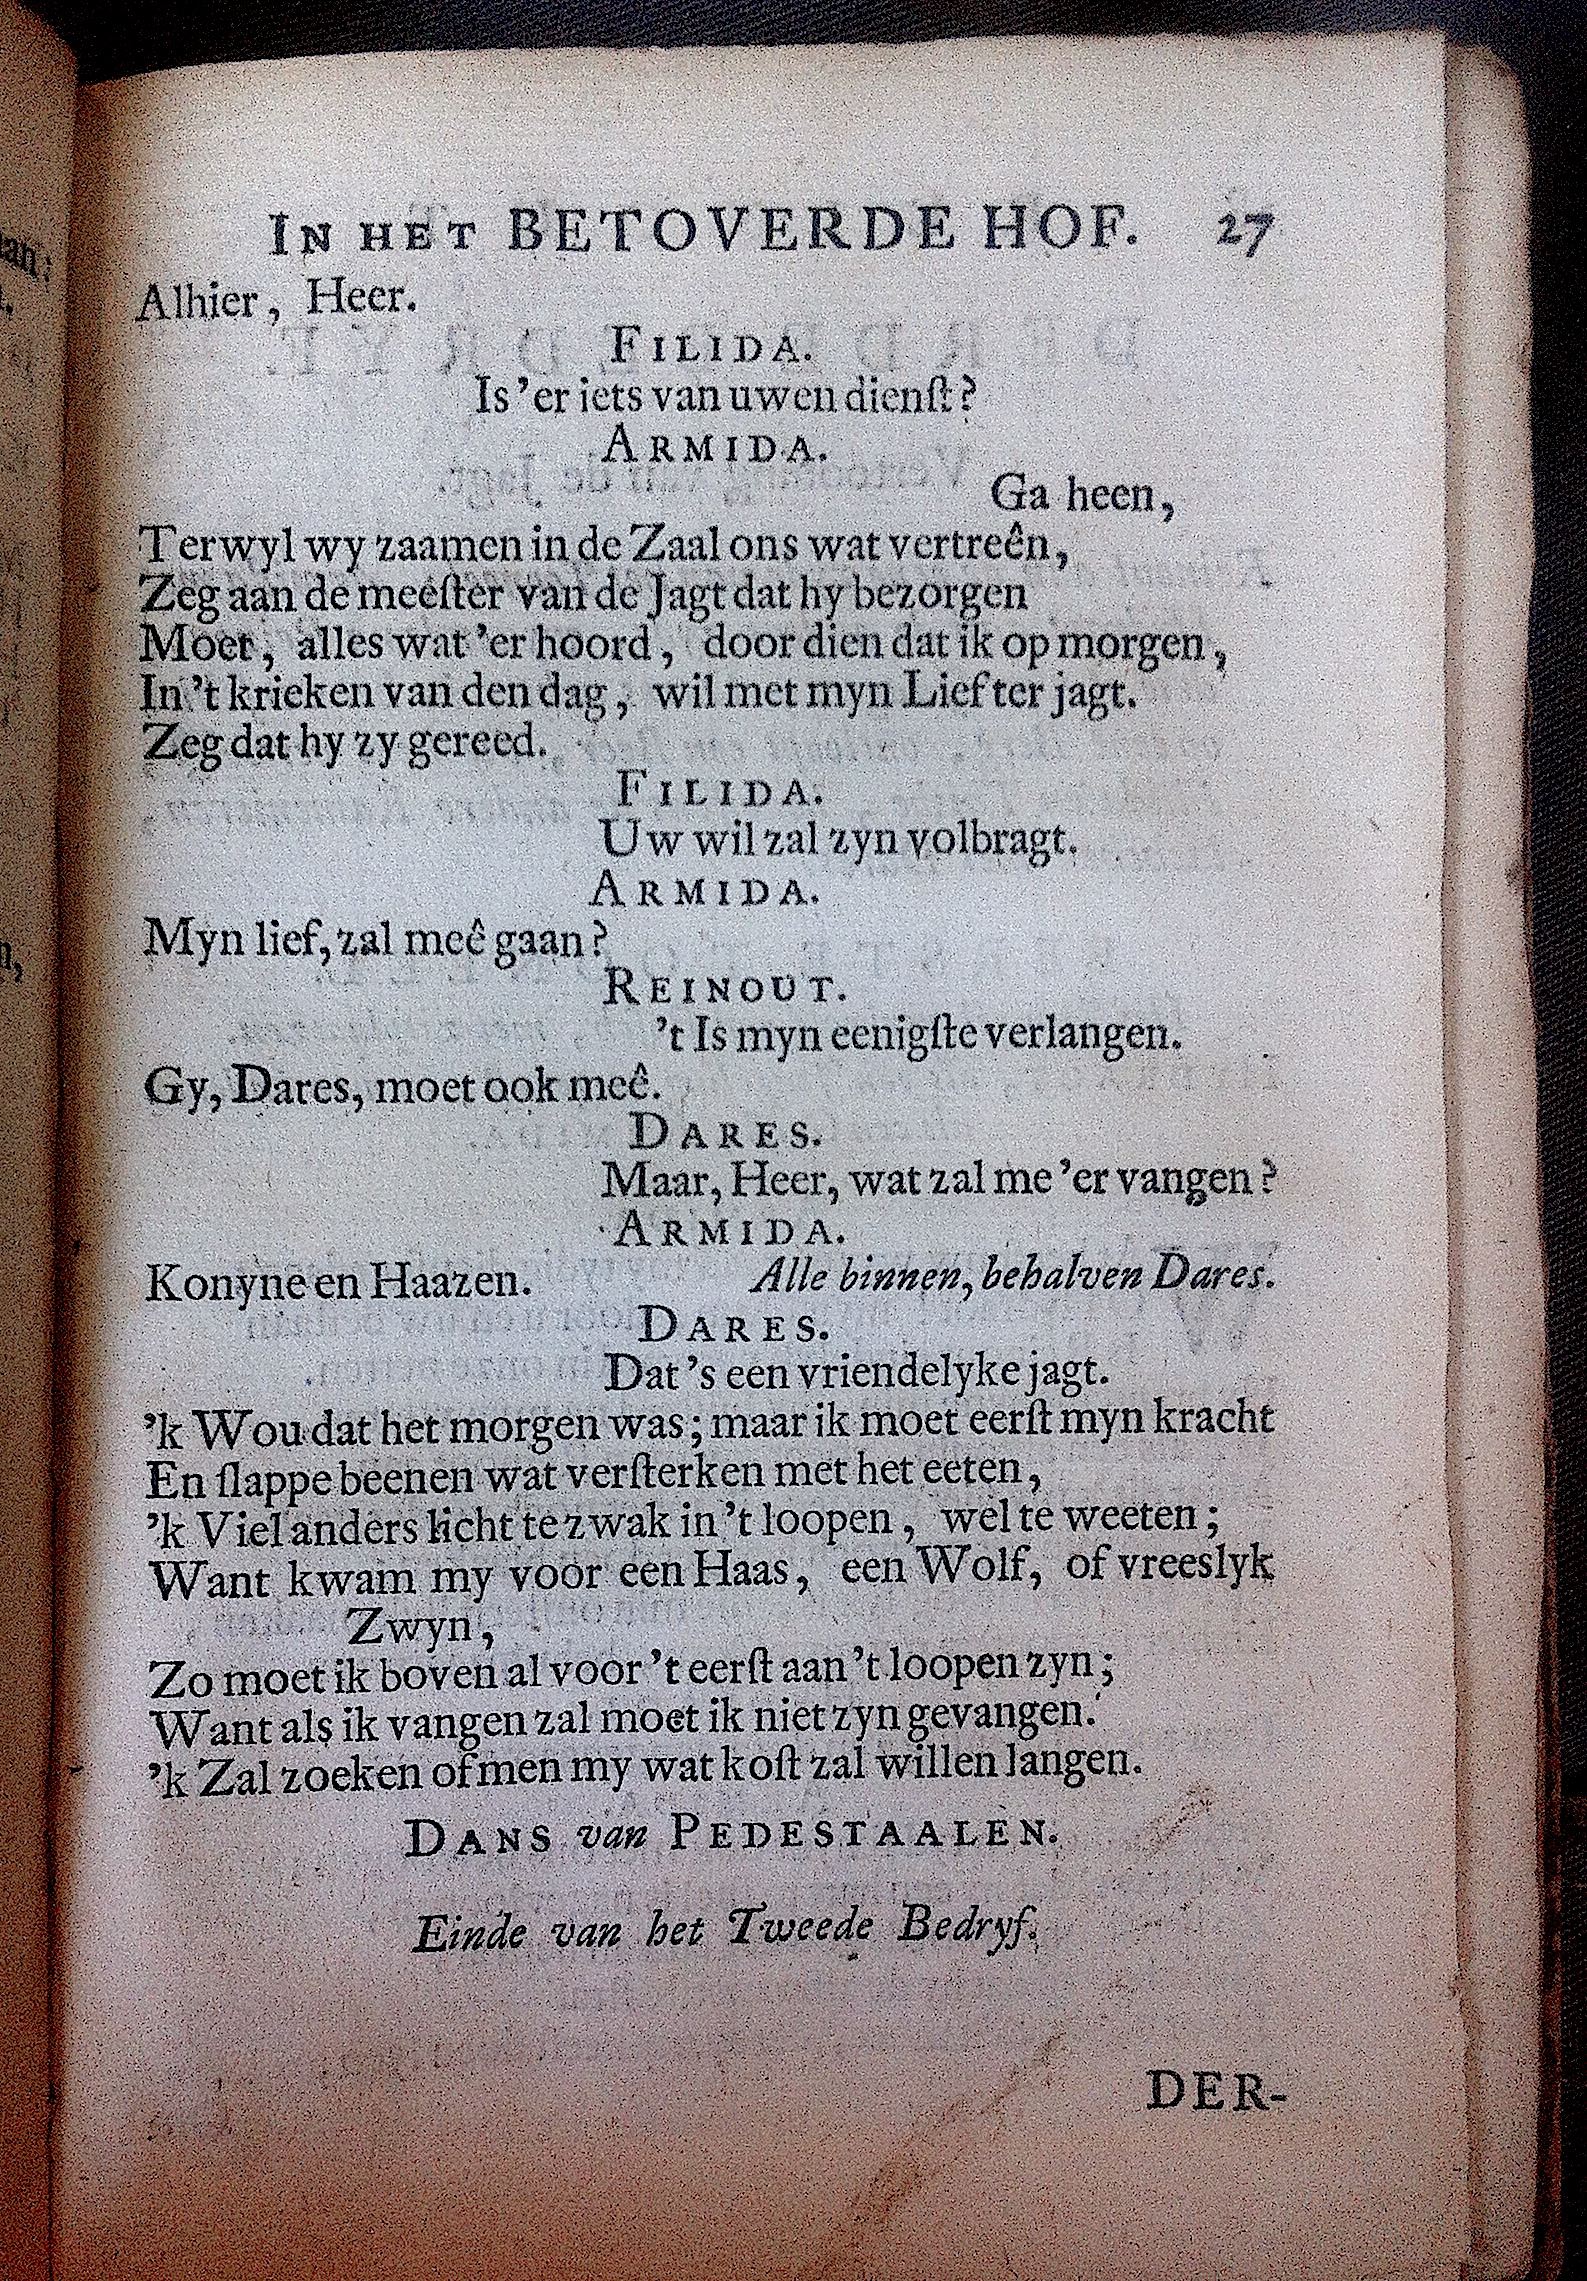 IN HET BETOVERDE HOF. 27
Alhier, Heer.
FILIDA.
Is 'er iets van uwen dienſt?
ARMIDA.
Ga heen,
Terwyl wy zaamen in de Zaal ons wat vertreên,
Zeg aan de meeſter van de Jagt dat hy bezorgen
Moet, alles wat 'er hoord, door dien dat ik op morgen,
In 't krieken van den dag, wil met myn Lief ter jagt.
Zeg dat hy zy gereed.
FILIDA.
Uw wil zal zyn volbragt.
ARMIDA.
Myn lief, zal meê gaan?
REINOUT.
't Is myn eenigſte verlangen.
Gy, Dares, moet ook meê.
DARES.
Maar, Heer, wat zal me 'er vangen?
ARMIDA.
Konyne en Haazen. Alle binnen, behalven Dares.
DARES.
Dat 's een vriendelyke jagt.
'k Wou dat het morgen was; maar ik moet eerſt myn kracht
En ſlappe beenen wat verſterken met het eeten,
'k Viel anders licht te zwak in 't loopen, wel te weeten;
Want kwam my voor een Haas, een Wolf, of vreeslyk
Zwyn,
Zo moet ik boven al voor 't eerſt aan 't loopen zyn;
Want als ik vangen zal moet ik niet zyn gevangen.
'k Zal zoeken of men my wat koſt zal willen langen.
DANS van PEDESTAALEN.
Einde van het Tweede Bedryf.
DER-